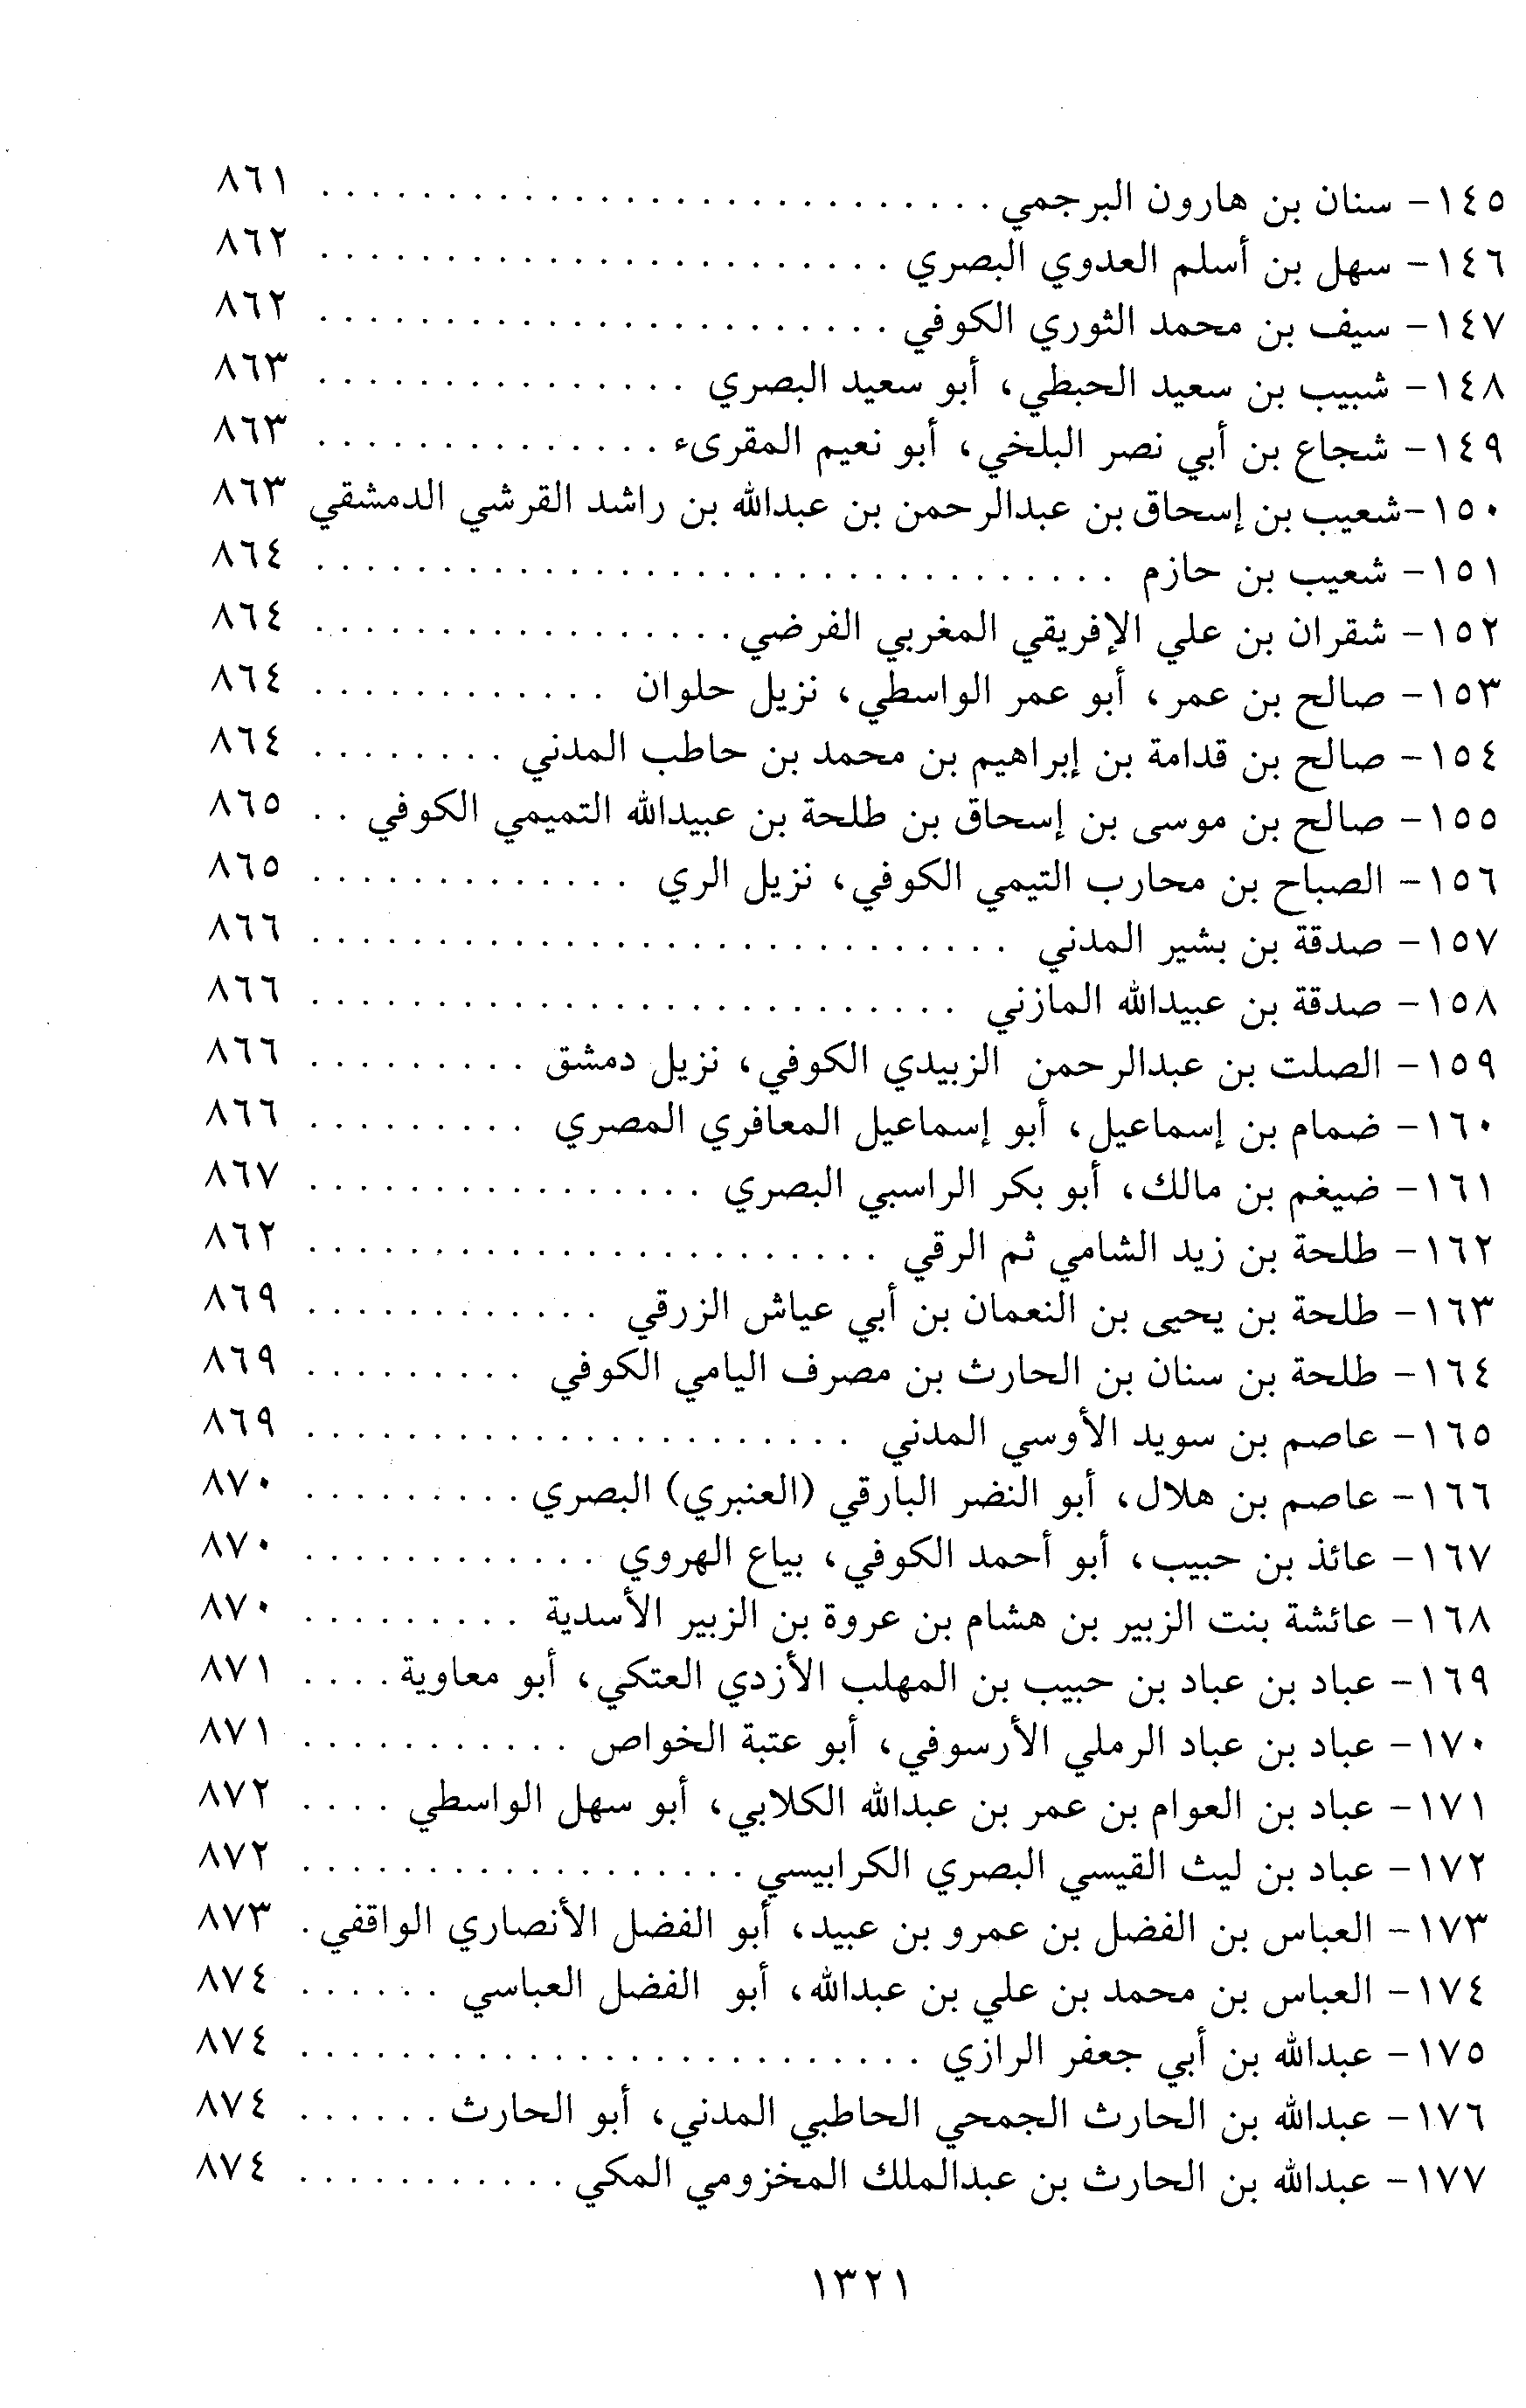 ١٤٥- سنان بن هارون البرجمي . . . . . . . . . . . . . . . . . . . . . . . . . . . ٨٦١
١٤٦- سهل بن أسلم العدوي البصري . . . . . . . . . . . . . . . . . . . . . . . ٨٦٢
١٤٧- سيف بن محمد الثوري الكوفي . . . . . . . . . . . . . . . . . . . . . . . ٨٦٢
١٤٨- شبيب بن سعيد الحبطي، أبو سعيد البصري . . . . . . . . . . . . . . . ٨٦٣
١٤٩- شجاع بن أبي نصر البلخي، أبو نعيم المقرىء . . . . . . . . . . . . . . ٨٦٣
١٥٠-شعيب بن إسحاق بن عبدالرحمن بن عبدالله بن راشد القرشي الدمشقي ٨٦٣
١٥١- شعيب بن حازم . . . . . . . . . . . . . . . . . . . . . . . . . . . . . . . . ٨٦٤
١٥٢- شقران بن علي الإفريقي المغربي الفرضي . . . . . . . . . . . . . . . . . ٨٦٤
١٥٣- صالح بن عمر، أبو عمر الواسطي، نزيل حلوان . . . . . . . . . . . . ٨٦٤
١٥٤- صالح بن قدامة بن إبراهيم بن محمد بن حاطب المدني . . . . . . . . ٨٦٤
١٥٥- صالح بن موسى بن إسحاق بن طلحة بن عبيدالله التميمي الكوفي . . ٨٦٥
١٥٦- الصباح بن محارب التيمي الكوفي، نزيل الري . . . . . . . . . . . . . ٨٦٥
١٥٧- صدقة بن بشير المدني . . . . . . . . . . . . . . . . . . . . . . . . . . . . ٨٦٦
١٥٨- صدقة بن عبيدالله المازني . . . . . . . . . . . . . . . . . . . . . . . . . . ٨٦٦
١٥٩- الصلت بن عبدالرحمن الزبيدي الكوفي، نزيل دمشق . . . . . . . . . ٨٦٦
١٦٠- ضمام بن إسماعيل، أبو إسماعيل المعافري المصري . . . . . . . . . ٨٦٦
١٦١- ضيغم بن مالك، أبو بكر الراسبي البصري . . . . . . . . . . . . . . . . ٨٦٧
١٦٢- طلحة بن زيد الشامي ثم الرقي . . . . . . . . . . . . . . . . . . . . . . . ٨٦٢
١٦٣- طلحة بن يحيى بن النعمان بن أبي عياش الزرقي . . . . . . . . . . . . ٨٦٩
١٦٤- طلحة بن سنان بن الحارث بن مصرف اليامي الكوفي . . . . . . . . . ٨٦٩
١٦٥- عاصم بن سويد الأوسي المدني . . . . . . . . . . . . . . . . . . . . . . ٨٦٩
١٦٦- عاصم بن هلال، أبو النضر البارقي (العنبري) البصري . . . . . . . . . ٨٧٠
١٦٧- عائذ بن حبيب، أبو أحمد الكوفي، بياع الهروي . . . . . . . . . . . . ٨٧٠
١٦٨- عائشة بنت الزبير بن هشام بن عروة بن الزبير الأسدية . . . . . . . . . ٨٧٠
١٦٩- عباد بن عباد بن حبيب بن المهلب الأزدي العتكي، أبو معاوية . . . . ٨٧١
١٧٠- عباد بن عباد الرملي الأرسوفي، أبو عتبة الخواص . . . . . . . . . . . ٨٧١
١٧١- عباد بن العوام بن عمر بن عبدالله الكلابي، أبو سهل الواسطي . . . . ٨٧٢
١٧٢- عباد بن ليث القيسي البصري الكرابيسي . . . . . . . . . . . . . . . . . . ٨٧٢
١٧٣- العباس بن الفضل بن عمرو بن عبيد، أبو الفضل الأنصاري الواقفي . ٨٧٣
١٧٤- العباس بن محمد بن علي بن عبدالله، أبو الفضل العباسي . . . . . . ٨٧٤
١٧٥- عبدالله بن أبي جعفر الرازي . . . . . . . . . . . . . . . . . . . . . . . . . ٨٧٤
١٧٦- عبدالله بن الحارث الجمحي الحاطبي المدني، أبو الحارث . . . . . . ٨٧٤
١٧٧- عبدالله بن الحارث بن عبدالملك المخزومي المكي . . . . . . . . . . . ٨٧٤
١٣٢١